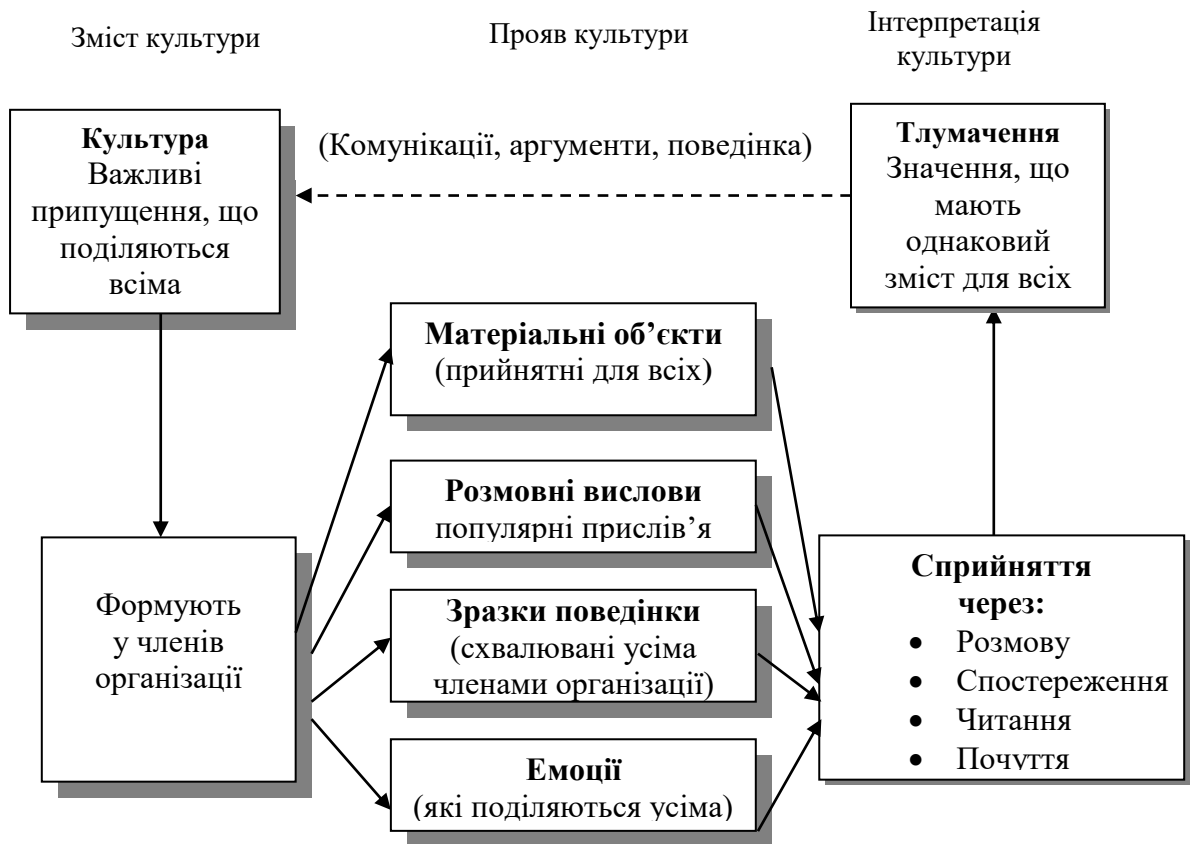 Зміст культури
Прояв культури
Інтерпретація
культури
Культура
Важливі
припущення, що
поділяються
всіма
(Комунікації, аргументи, поведінка)
Тлумачення
Значення, що
мають
однаковий
зміст для всіх
Матеріальні об’єкти
(прийнятні для всіх)
Розмовні вислови
популярні прислів’я
Зразки поведінки
(схвалювані усіма
членами організації)
Емоції
(які поділяються усіма)
Формують
у членів
організації
Сприйняття
через:
• Розмову
• Спостереження
• Читання
• Почуття